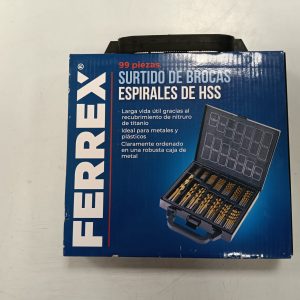 FERREX®
99 piezas
SURTIDO DE BROCAS
ESPIRALES DE HSS
· Larga vida útil gracias al
recubrimiento de nitruro
de titanio
· Ideal para metales y
plásticos
· Claramente ordenado
en una robusta caja de
metal